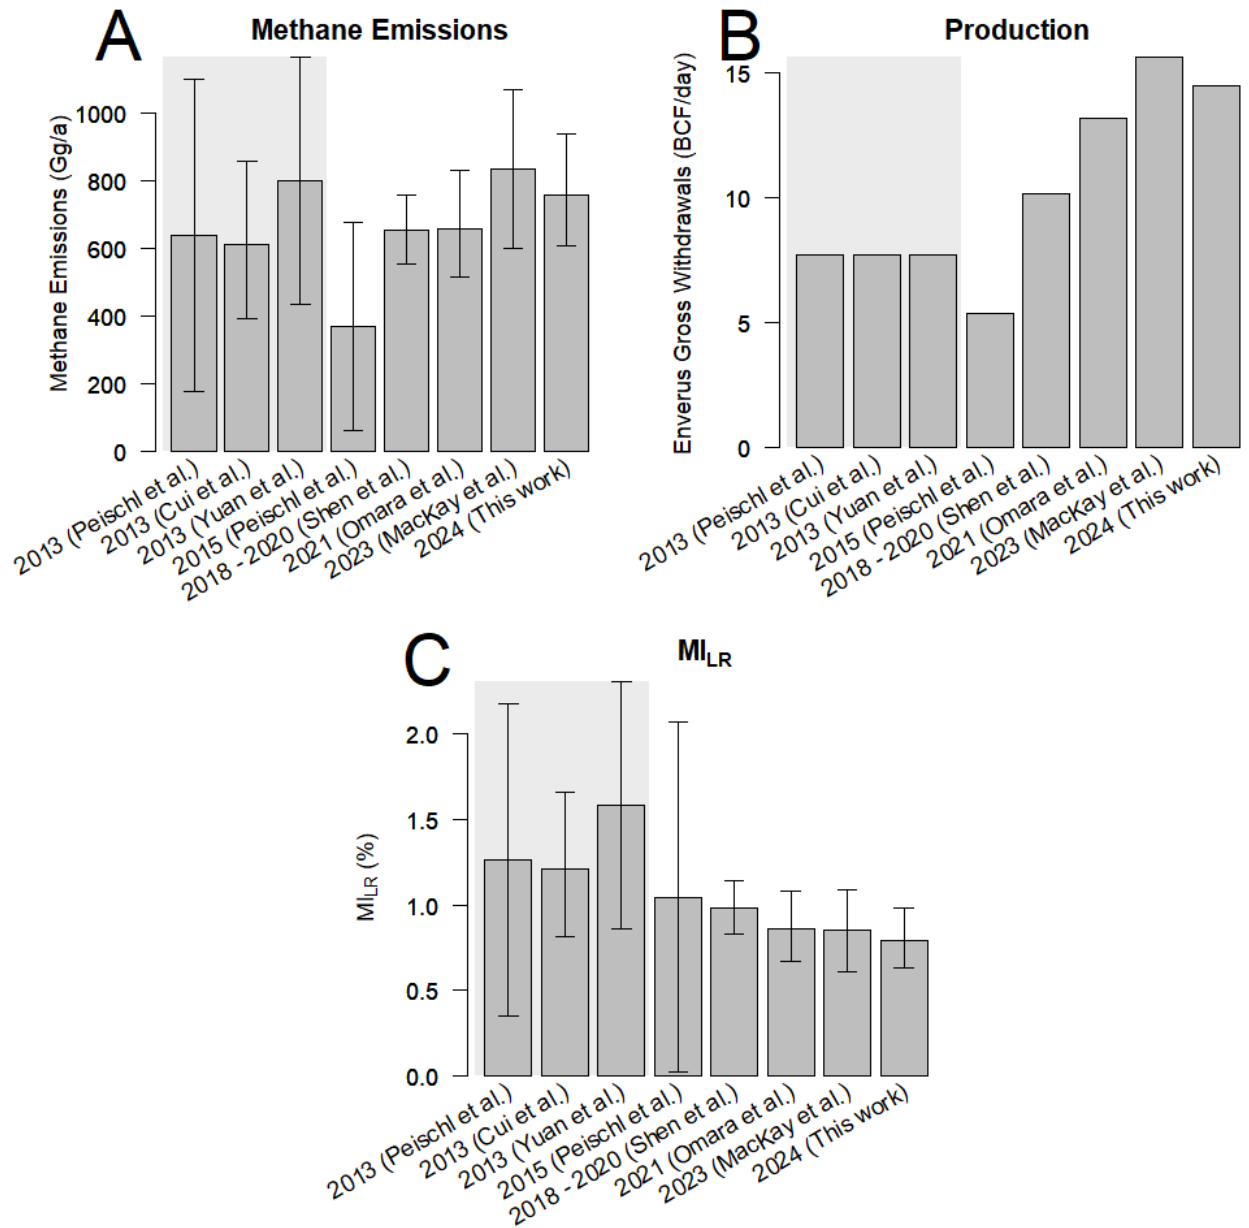 A
Methane Emissions
Methane Emissions (Gg/a)
1000
800
600
400
200
0
2013 (Peischl et al.)
2013 (Cui et al.)
2013 (Yuan et al.)
2015 (Peischl et al.)
2018 - 2020 (Shen et al.)
2021 (Omara et al.)
2023 (MacKay et al.)
2024 (This work)
B
Production
Enverus Gross Withdrawals (BCF/day)
15
10
5
0
2013 (Peischl et al.)
2013 (Cui et al.)
2013 (Yuan et al.)
2015 (Peischl et al.)
2018 - 2020 (Shen et al.)
2021 (Omara et al.)
2023 (MacKay et al.)
2024 (This work)
C
MI_LR
MI_LR (%)
2.0
1.5
1.0
0.5
0.0
2013 (Peischl et al.)
2013 (Cui et al.)
2013 (Yuan et al.)
2015 (Peischl et al.)
2018 - 2020 (Shen et al.)
2021 (Omara et al.)
2023 (MacKay et al.)
2024 (This work)